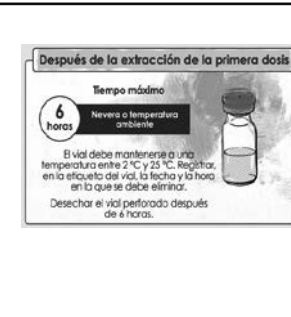 Después de la extracción de la primera dosis
Tiempo máximo
6
horas
Nevera o temperatura
ambiente
El vial debe mantenerse a una
temperatura entre 2 °C y 25 °C. Registrar,
en la etiqueta del vial, la fecha y la hora
en la que se debe eliminar.
Desechar el vial perforado después
de 6 horas.